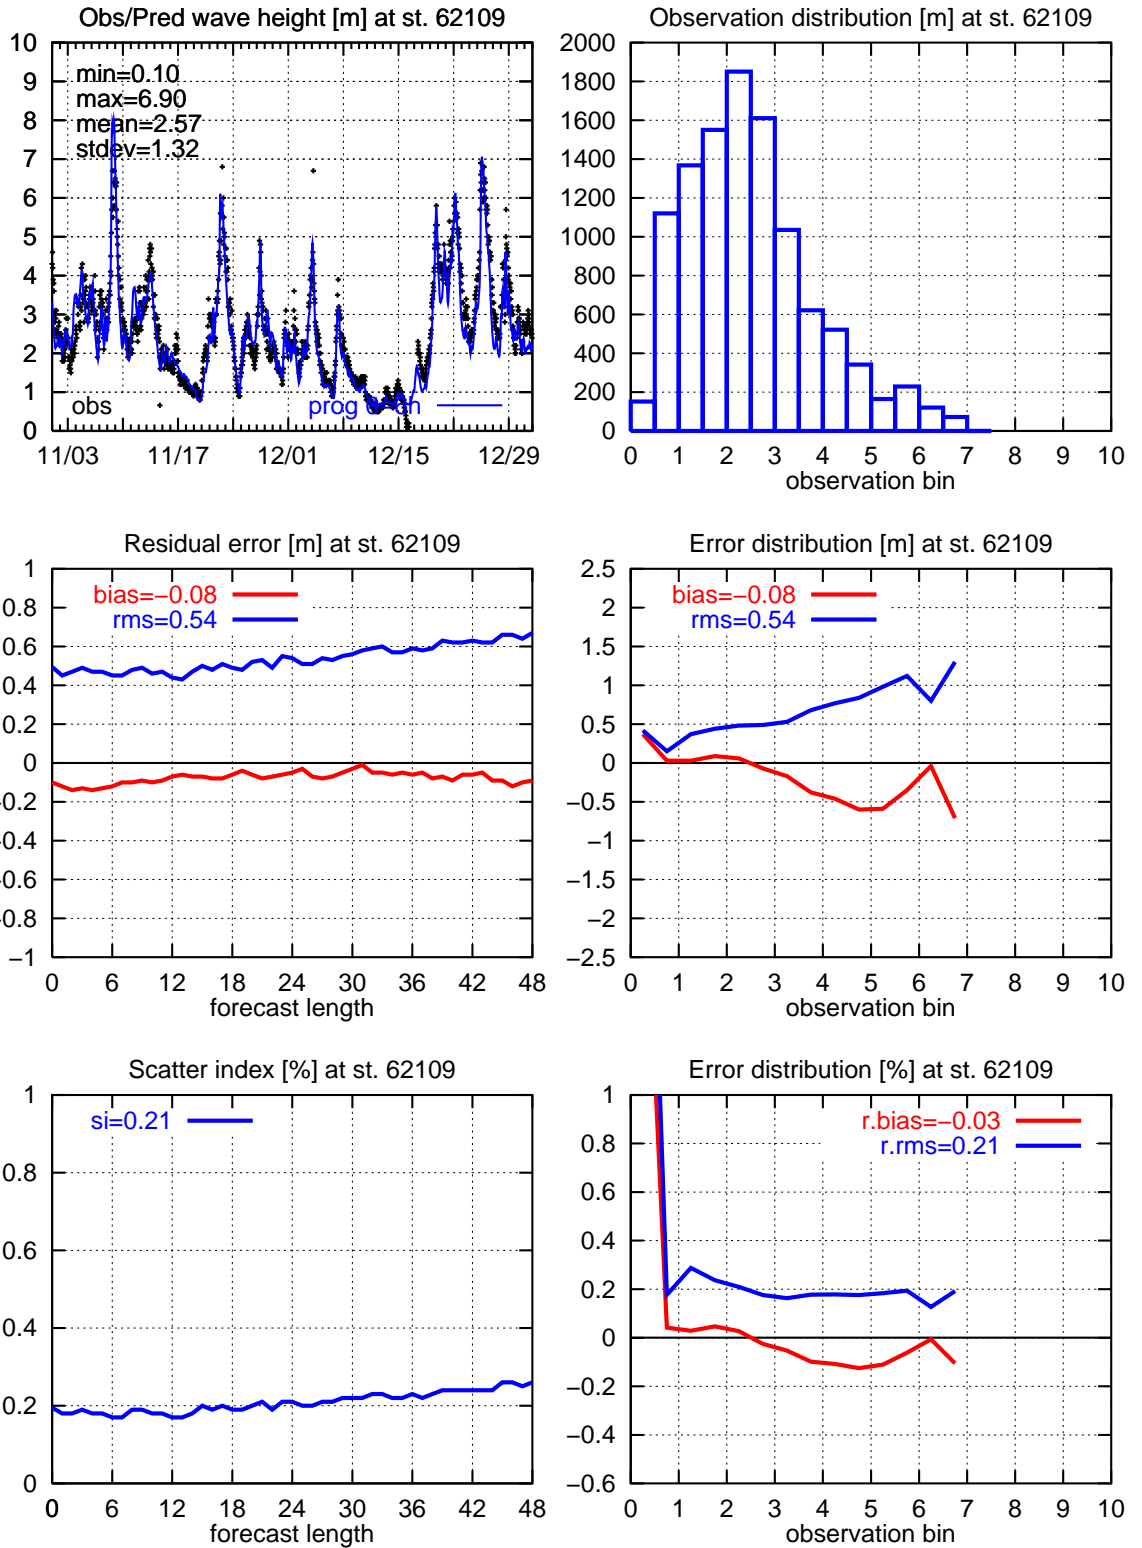 Obs/Pred wave height [m] at st. 62109
10
9
8
7
6
5
4
3
2
1
0
min=0.10
max=6.90
mean=2.57
stdev=1.32
obs
11/03 11/17 12/01 12/15 12/29
Observation distribution [m] at st. 62109
2000
1800
1600
1400
1200
1000
800
600
400
200
0
0 1 2 3 4 5 6 7 8 9 10
observation bin
Residual error [m] at st. 62109
1
0.8
0.6
0.4
0.2
0
-0.2
-0.4
-0.6
-0.8
−1
bias=−0.08
rms=0.54
0 6 12 18 24 30 36 42 48
forecast length
Error distribution [m] at st. 62109
2.5
2
1.5
1
0.5
0
−0.5
−1
−1.5
−2
−2.5
bias=−0.08
rms=0.54
0 1 2 3 4 5 6 7 8 9 10
observation bin
Scatter index [%] at st. 62109
1
0.8
0.6
0.4
0.2
0
si=0.21
0 6 12 18 24 30 36 42 48
forecast length
Error distribution [%] at st. 62109
1
0.8
0.6
0.4
0.2
0
−0.2
−0.4
−0.6
r.bias=−0.03
r.rms=0.21
0 1 2 3 4 5 6 7 8 9 10
observation bin
prog